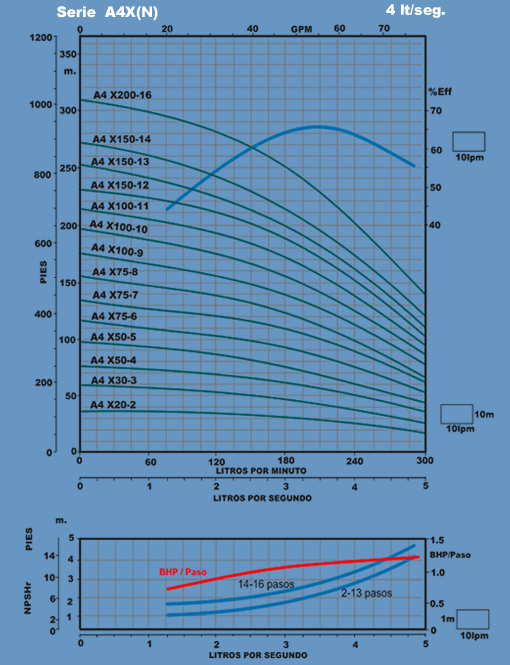 Serie A4X(N)
4 lt/seg.
0 20 40 GPM 60 70
1200
350
m.
1000
300
800
250
200
600
PIES
150
400
100
200
50
0
0
A4 X200-16
A4 X150-14
A4 X150-13
A4 X150-12
A4 X100-11
A4 X100-10
A4 X100-9
A4 X75-8
A4 X75-7
A4 X75-6
A4 X50-5
A4 X50-4
A4 X30-3
A4 X20-2
%Eff
70
60
50
40
10lpm
10m
10lpm
0 60 120 180 240 300
LITROS POR MINUTO
0 1 2 3 4 5
LITROS POR SEGUNDO
m.
PIES
NPSHr
14
10
6
2
0
5
4
3
2
1
BHP / Paso
14-16 pasos
2-13 pasos
1.5
BHP/Paso
1.0
0.5
0
1m
10lpm
0 1 2 3 4 5
LITROS POR SEGUNDO